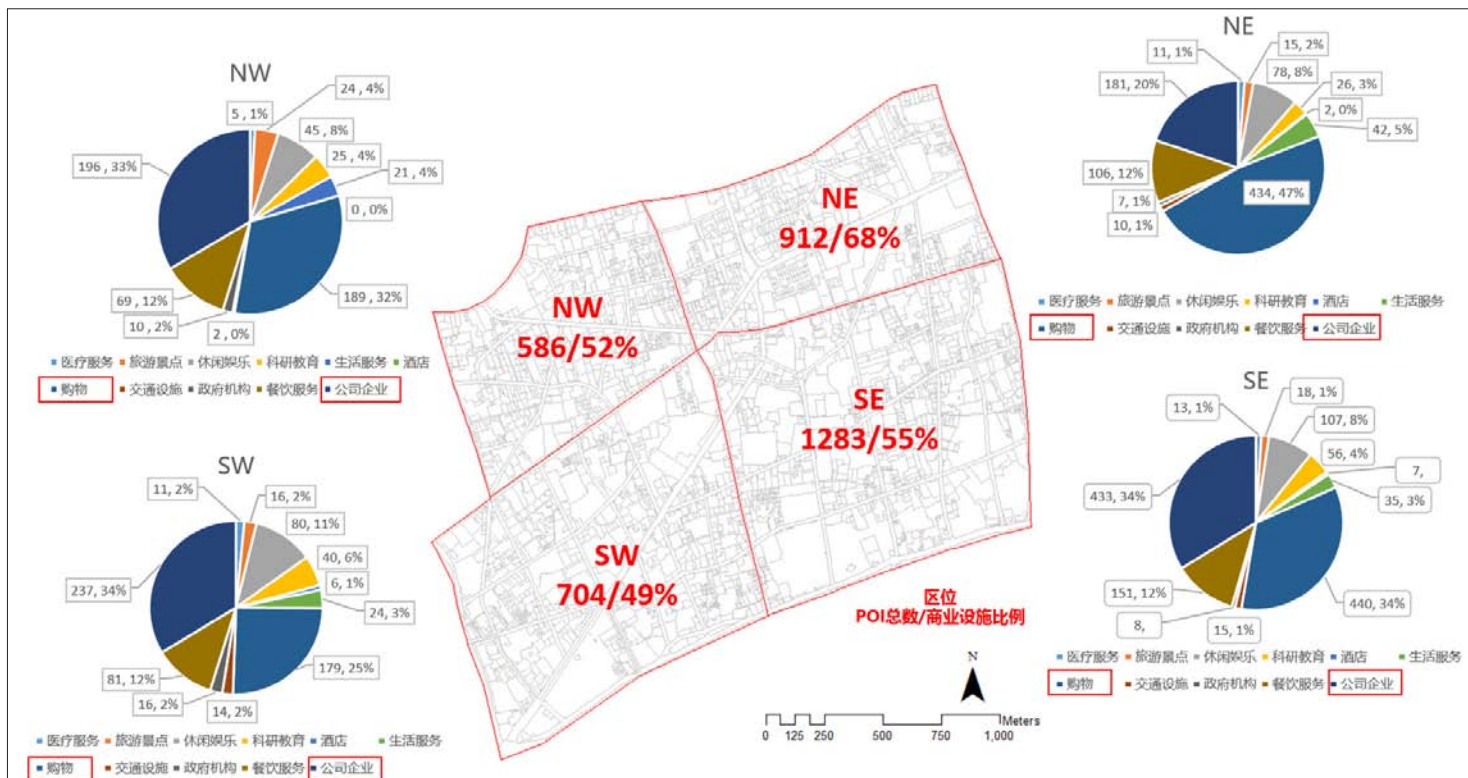 NW
5 , 1%
24 , 4%
45 , 8%
25 , 4%
21 , 4%
0 , 0%
189 , 32%
2 , 0%
10 , 2%
69 , 12%
196 , 33%
医疗服务 旅游景点 休闲娱乐 科研教育 生活服务 酒店
购物 交通设施 政府机构 餐饮服务 公司企业
NE
11, 1%
15, 2%
78, 8%
26, 3%
2, 0%
42, 5%
434, 47%
10, 1%
7, 1%
106, 12%
181, 20%
医疗服务 旅游景点 休闲娱乐 科研教育 酒店 生活服务
购物 交通设施 政府机构 餐饮服务 公司企业
NE
912/68%
NW
586/52%
SE
1283/55%
SW
704/49%
区位
POI总数/商业设施比例
N
0 125 250 500 750 1,000
Meters
SW
11, 2%
16, 2%
80, 11%
40, 6%
6, 1%
24, 3%
179, 25%
14, 2%
16, 2%
81, 12%
237, 34%
医疗服务 旅游景点 休闲娱乐 科研教育 酒店 生活服务
购物 交通设施 政府机构 餐饮服务 公司企业
SE
13, 1%
18, 1%
107, 8%
56, 4%
7,
35, 3%
440, 34%
15, 1%
8,
151, 12%
433, 34%
医疗服务 旅游景点 休闲娱乐 科研教育 酒店 生活服务
购物 交通设施 政府机构 餐饮服务 公司企业